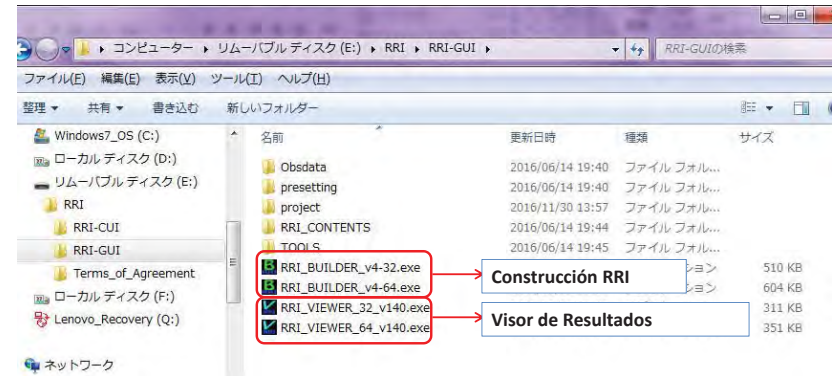 コンピューター ▸ リムーバブル ディスク (E:) ▸ RRI ▸ RRI-GUI ▸
RRI-GUIの検索
ファイル(F) 編集(E) 表示(V) ツール(T) ヘルプ(H)
整理 ▼ 共有 ▼ 書き込む 新しいフォルダー
Windows7_OS (C:)
ローカル ディスク (D:)
リムーバブル ディスク (E:)
RRI
RRI-CUI
RRI-GUI
Terms_of_Agreement
ローカル ディスク (F:)
Lenovo_Recovery (Q:)
ネットワーク
名前 更新日時 種類 サイズ
Obsdata 2016/06/14 19:40 ファイル フォル...
presetting 2016/06/14 19:40 ファイル フォル...
project 2016/11/30 13:57 ファイル フォル...
RRI_CONTENTS 2016/06/14 19:44 ファイル フォル...
TOOLS 2016/06/14 19:45 ファイル フォル...
RRI_BUILDER_v4-32.exe 510 KB
RRI_BUILDER_v4-64.exe ション 604 KB
RRI_VIEWER_32_v140.exe 311 KB
RRI_VIEWER_64_v140.exe 351 KB
Construcción RRI
Visor de Resultados